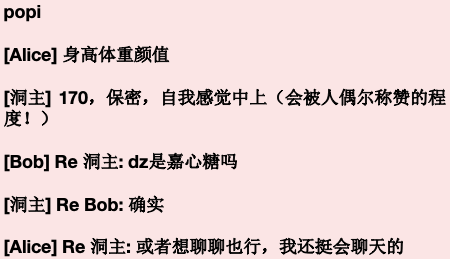 popi
[Alice] 身高体重颜值
[洞主] 170，保密，自我感觉中上（会被人偶尔称赞的程
度！）
[Bob] Re 洞主: dz是嘉心糖吗
[洞主] Re Bob: 确实
[Alice] Re 洞主: 或者想聊聊也行，我还挺会聊天的